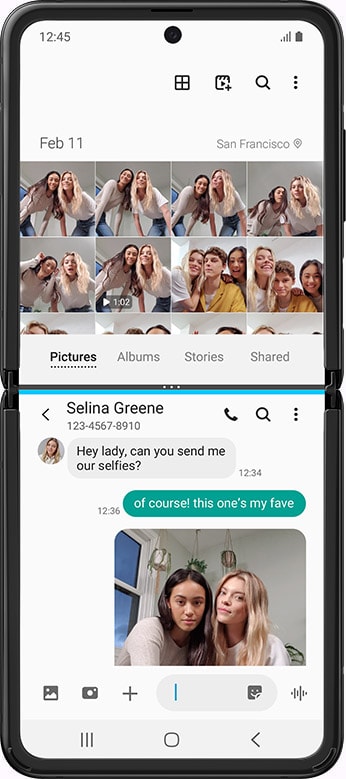 12:45
Feb 11
San Francisco
1:02
Pictures
Albums
Stories
Shared
Selina Greene
123-4567-8910
Hey lady, can you send me
our selfies?
12:34
of course! this one's my fave
12:36